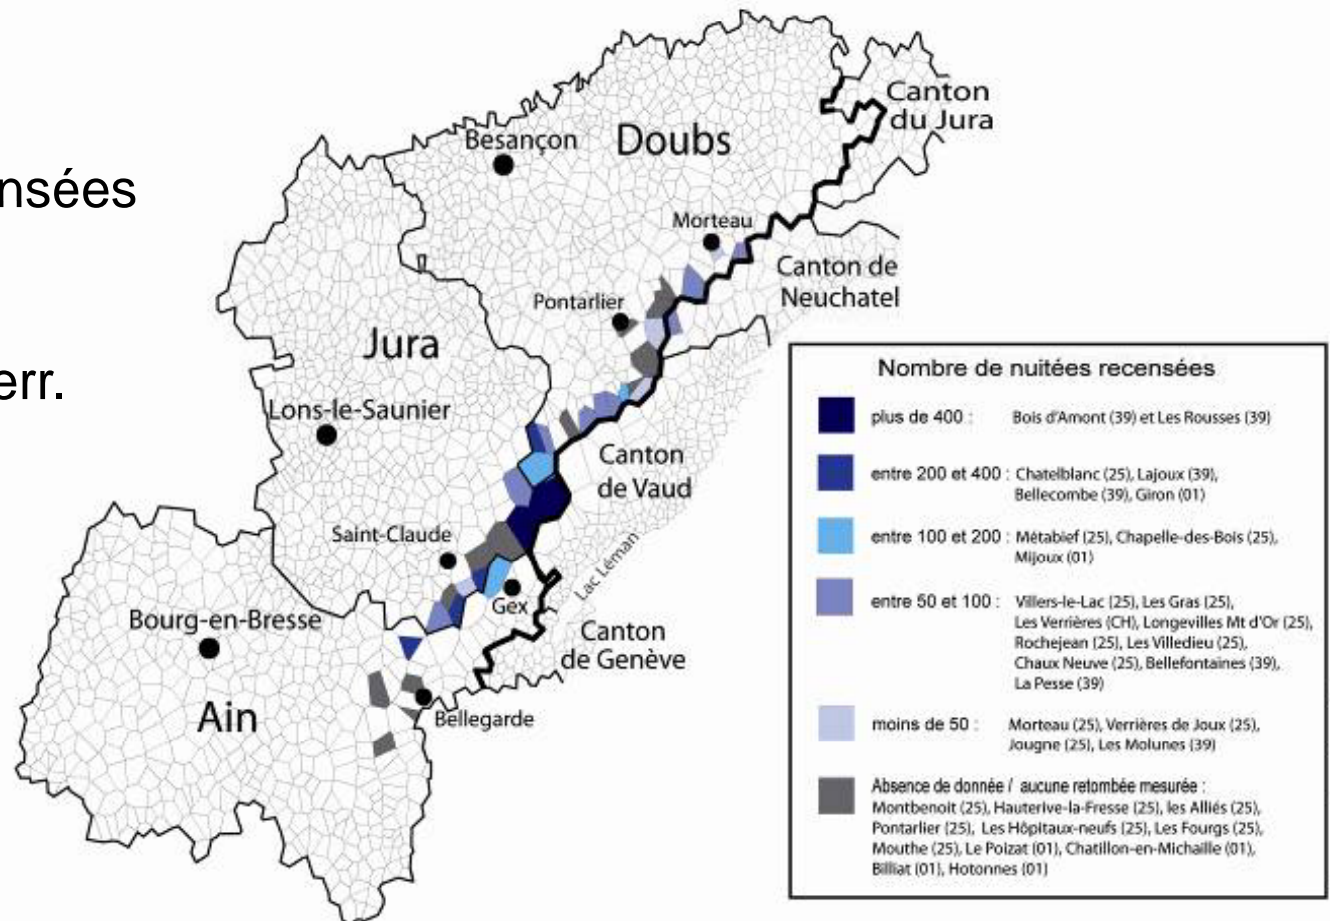 nsées
err.
Canton
du Jura
Besançon
Doubs
Morteau
Canton de
Neuchatel
Pontarlier
Jura
Lons-le-Saunier
Canton
de Vaud
Saint-Claude
Lac Léman
Gex
Bourg-en-Bresse
Canton
de Genève
Ain
Bellegarde
Nombre de nuitées recensées
plus de 400 : Bois d'Amont (39) et Les Rousses (39)
entre 200 et 400 : Chatelblanc (25), Lajoux (39),
Bellecombe (39), Giron (01)
entre 100 et 200 : Métabief (25), Chapelle-des-Bois (25),
Mijoux (01)
entre 50 et 100 : Villers-le-Lac (25), Les Gras (25),
Les Verrières (CH), Longevilles Mt d'Or (25),
Rochejean (25), Les Villedieu (25),
Chaux Neuve (25), Bellefontaines (39),
La Pesse (39)
moins de 50 : Morteau (25), Verrières de Joux (25),
Jougne (25), Les Molunes (39)
Absence de donnée / aucune retombée mesurée :
Montbenoit (25), Hauterive-la-Fresse (25), les Alliés (25),
Pontarlier (25), Les Hôpitaux-neufs (25), Les Fourgs (25),
Mouthe (25), Le Poizat (01), Chatillon-en-Michaille (01),
Billiat (01), Hotonnes (01)